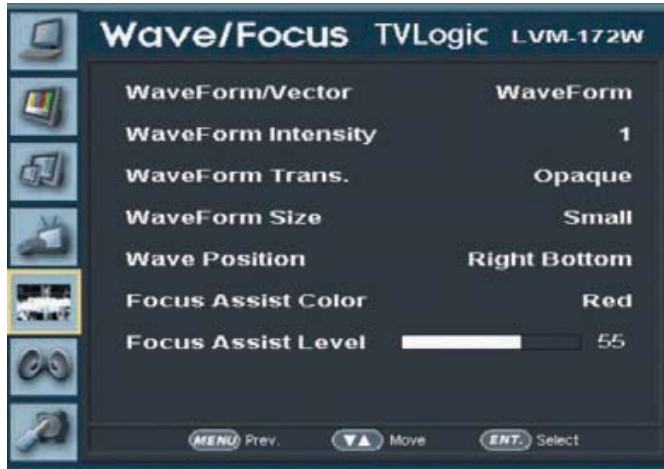 Wave/Focus TVLogic LVM-172W
WaveForm/Vector WaveForm
WaveForm Intensity 1
WaveForm Trans. Opaque
WaveForm Size Small
Wave Position Right Bottom
Focus Assist Color Red
Focus Assist Level 55
MENU Prev. ▼▲ Move ENT. Select